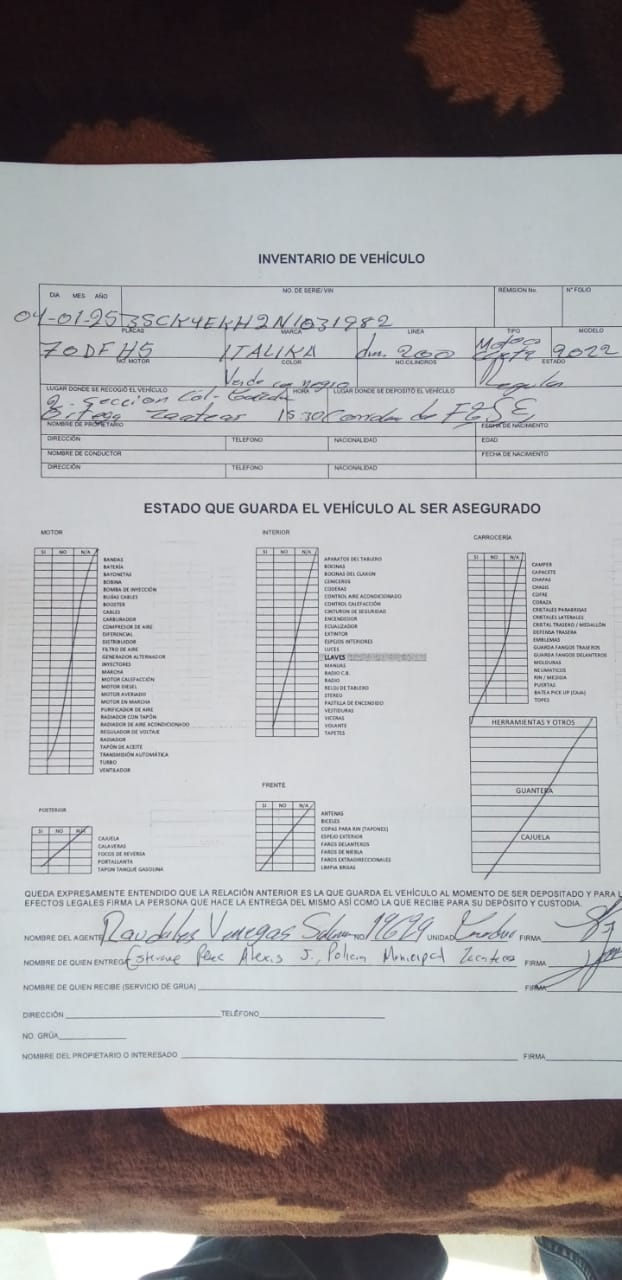 INVENTARIO DE VEHÍCULO
DIA MES AÑO NO. DE SERIE/ VIN REMISION No. N° FOLIO
04-01-25 3SCK4EKH2N1031982
PLACAS MARCA LINEA TIPO MODELO
70DFH5 ITALIKA 200 2022
NO. MOTOR COLOR NO.CILINDROS ESTADO
Verde con negro Regular
LUGAR DONDE SE RECOGIÓ EL VEHÍCULO HORA LUGAR DONDE SE DEPOSITÓ EL VEHÍCULO
Sección Col.
Zacatecas 15:30 Corralon de
NOMBRE DE PROPIETARIO FECHA DE NACIMIENTO
DIRECCIÓN TELEFONO NACIONALIDAD EDAD
NOMBRE DE CONDUCTOR FECHA DE NACIMIENTO
DIRECCIÓN TELEFONO NACIONALIDAD
ESTADO QUE GUARDA EL VEHÍCULO AL SER ASEGURADO
MOTOR
SI NO N/A
BANDAS
BATERÍA
BAYONETAS
BOBINA
BOMBA DE INYECCIÓN
BUJÍAS CABLES
BOOSTER
CABLES
CARBURADOR
COMPRESOR DE AIRE
DIFERENCIAL
DISTRIBUIDOR
FILTRO DE AIRE
GENERADOR ALTERNADOR
INYECTORES
MARCHA
MOTOR CALEFACCIÓN
MOTOR DIESEL
MOTOR AVERIADO
MOTOR EN MARCHA
PURIFICADOR DE AIRE
RADIADOR CON TAPÓN
RADIADOR DE AIRE ACONDICIONADO
REGULADOR DE VOLTAJE
RADIADOR
TAPÓN DE ACEITE
TRANSMISIÓN AUTOMÁTICA
TURBO
VENTILADOR
INTERIOR
SI NO N/A
APARATOS DEL TABLERO
BOCINAS
BOCINAS DEL CLAXON
CENICEROS
CODERAS
CONTROL AIRE ACONDICIONADO
CONTROL CALEFACCIÓN
CINTURON DE SEGURIDAD
ENCENDEDOR
ECUALIZADOR
EXTINTOR
ESPEJOS INTERIORES
LUCES
LLAVES
MANIJAS
RADIO C.B.
RADIO
RELOJ DE TABLERO
STEREO
PASTILLA DE ENCENDIDO
VESTIDURAS
VICERAS
VOLANTE
TAPETES
CARROCERÍA
SI NO N/A
CAMPER
CAPACETE
CHAPAS
CHASIS
COFRE
CORAZA
CRISTALES PARABRISAS
CRISTALES LATERALES
CRISTAL TRASERO / MEDALLÓN
DEFENSA TRASERA
EMBLEMAS
GUARDA FANGOS TRASEROS
GUARDA FANGOS DELANTEROS
MOLDURAS
NEUMATICOS
RIN / MEDIDA
PUERTAS
BATEA PICK UP (CAJA)
TOPES
HERRAMIENTAS Y OTROS
GUANTERA
CAJUELA
POSTERIOR
SI NO N/A
CAJUELA
CALAVERAS
FOCOS DE REVERSA
PORTALLANTA
TAPON TANQUE GASOLINA
FRENTE
SI NO N/A
ANTENAS
BICELES
COPAS PARA RIN (TAPONES)
ESPEJO EXTERIOR
FAROS DELANTEROS
FAROS DE NIEBLA
FAROS EXTRADIRECCIONALES
LIMPIA BRISAS
QUEDA EXPRESAMENTE ENTENDIDO QUE LA RELACIÓN ANTERIOR ES LA QUE GUARDA EL VEHÍCULO AL MOMENTO DE SER DEPOSITADO Y PARA L
EFECTOS LEGALES FIRMA LA PERSONA QUE HACE LA ENTREGA DEL MISMO ASÍ COMO LA QUE RECIBE PARA SU DEPÓSITO Y CUSTODIA.
NOMBRE DEL AGENTE Venegas NO 19699 UNIDAD FIRMA
NOMBRE DE QUIEN ENTREGA Alexis J., Policia Municipal Zacatecas FIRMA
NOMBRE DE QUIEN RECIBE (SERVICIO DE GRUA) FIRMA
DIRECCIÓN TELÉFONO
NO. GRÚA
NOMBRE DEL PROPIETARIO O INTERESADO FIRMA